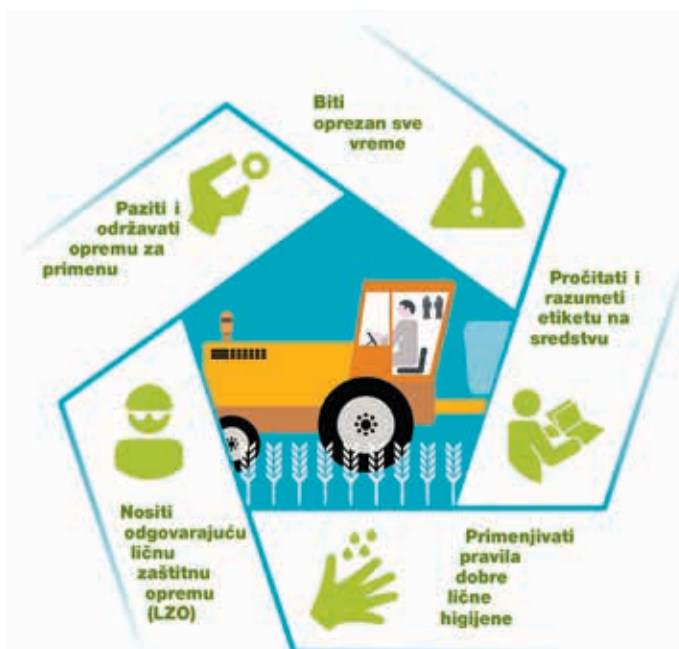 Biti
oprezan sve
vreme
Paziti i
održavati
opremu za
primenu
Pročitati i
razumeti
etiketu na
sredstvu
Nositi
odgovarajuću
ličnu
zaštitnu
opremu
(LZO)
Primenjivati
pravila
dobre
lične
higijene